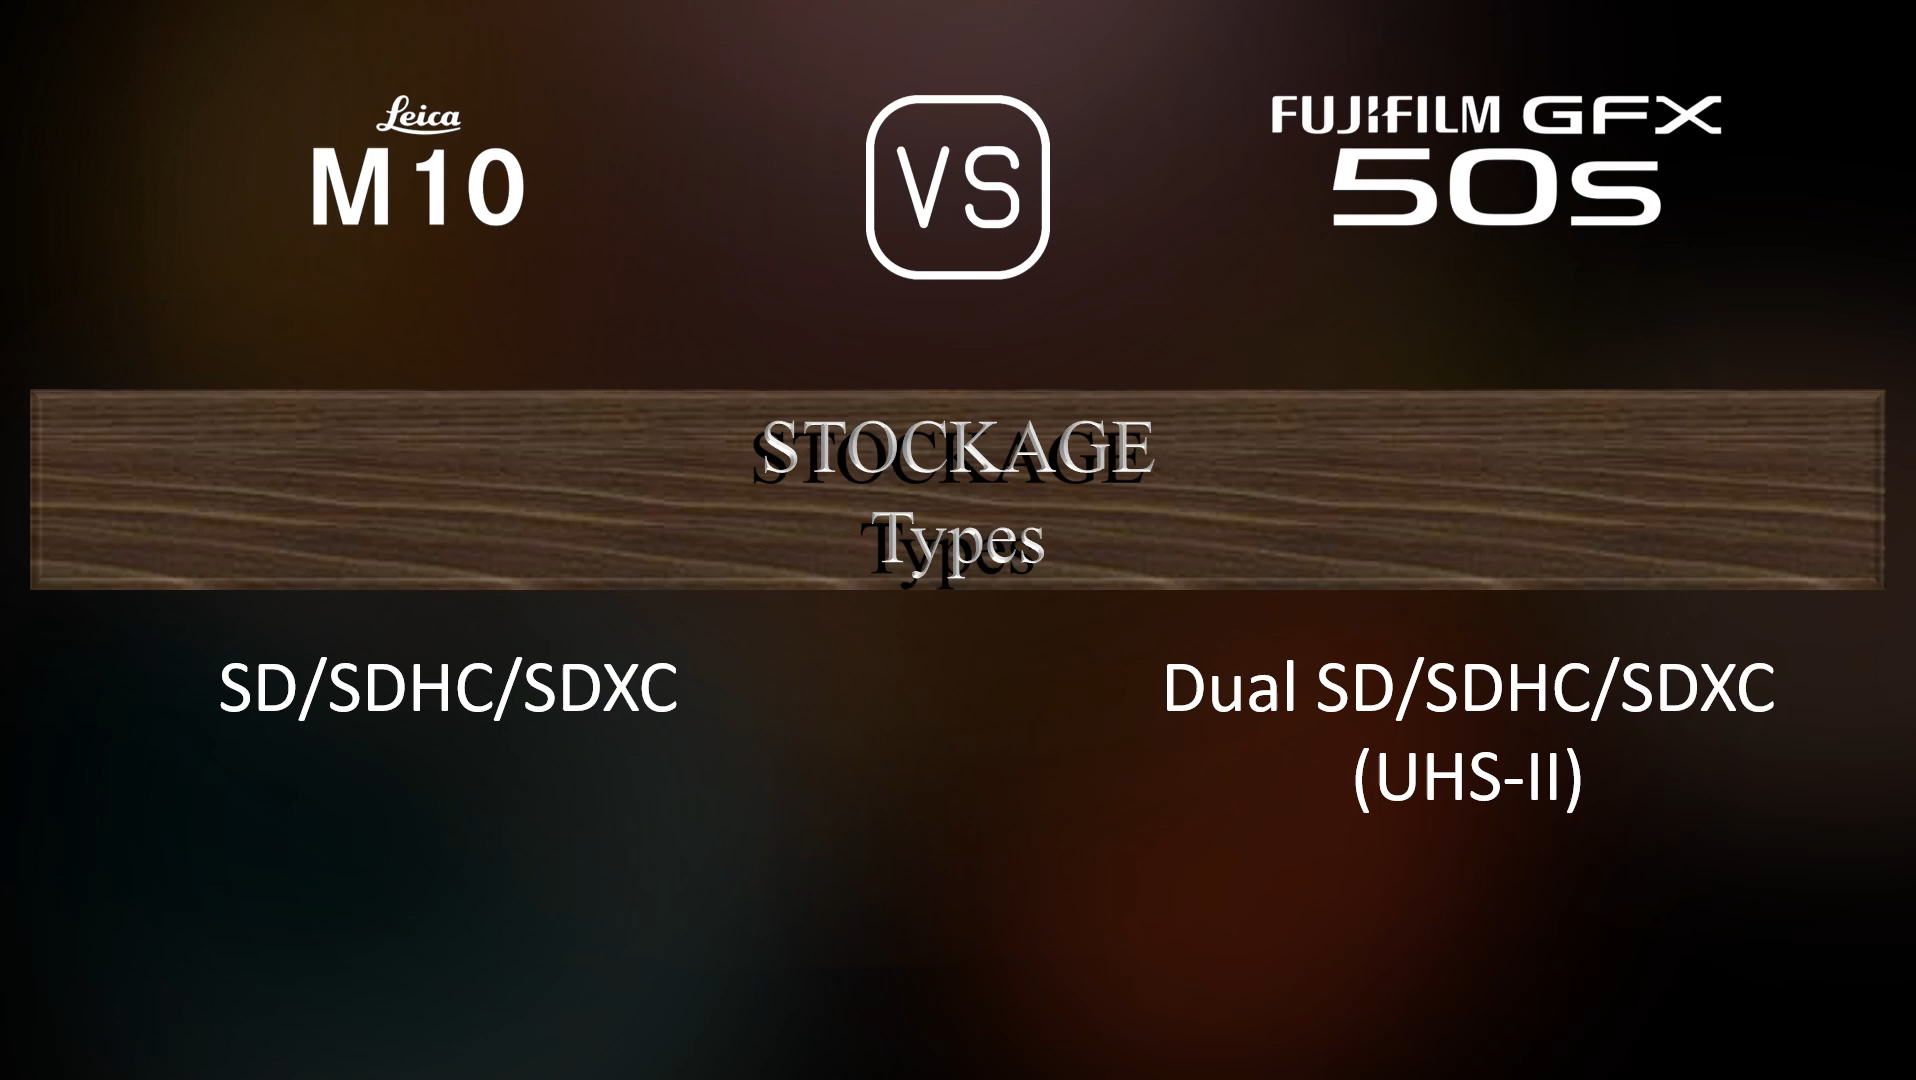 Leica
M10
VS
FUJIFILM GFX
50s
STOCKAGE
Types
SD/SDHC/SDXC
Dual SD/SDHC/SDXC
(UHS-II)